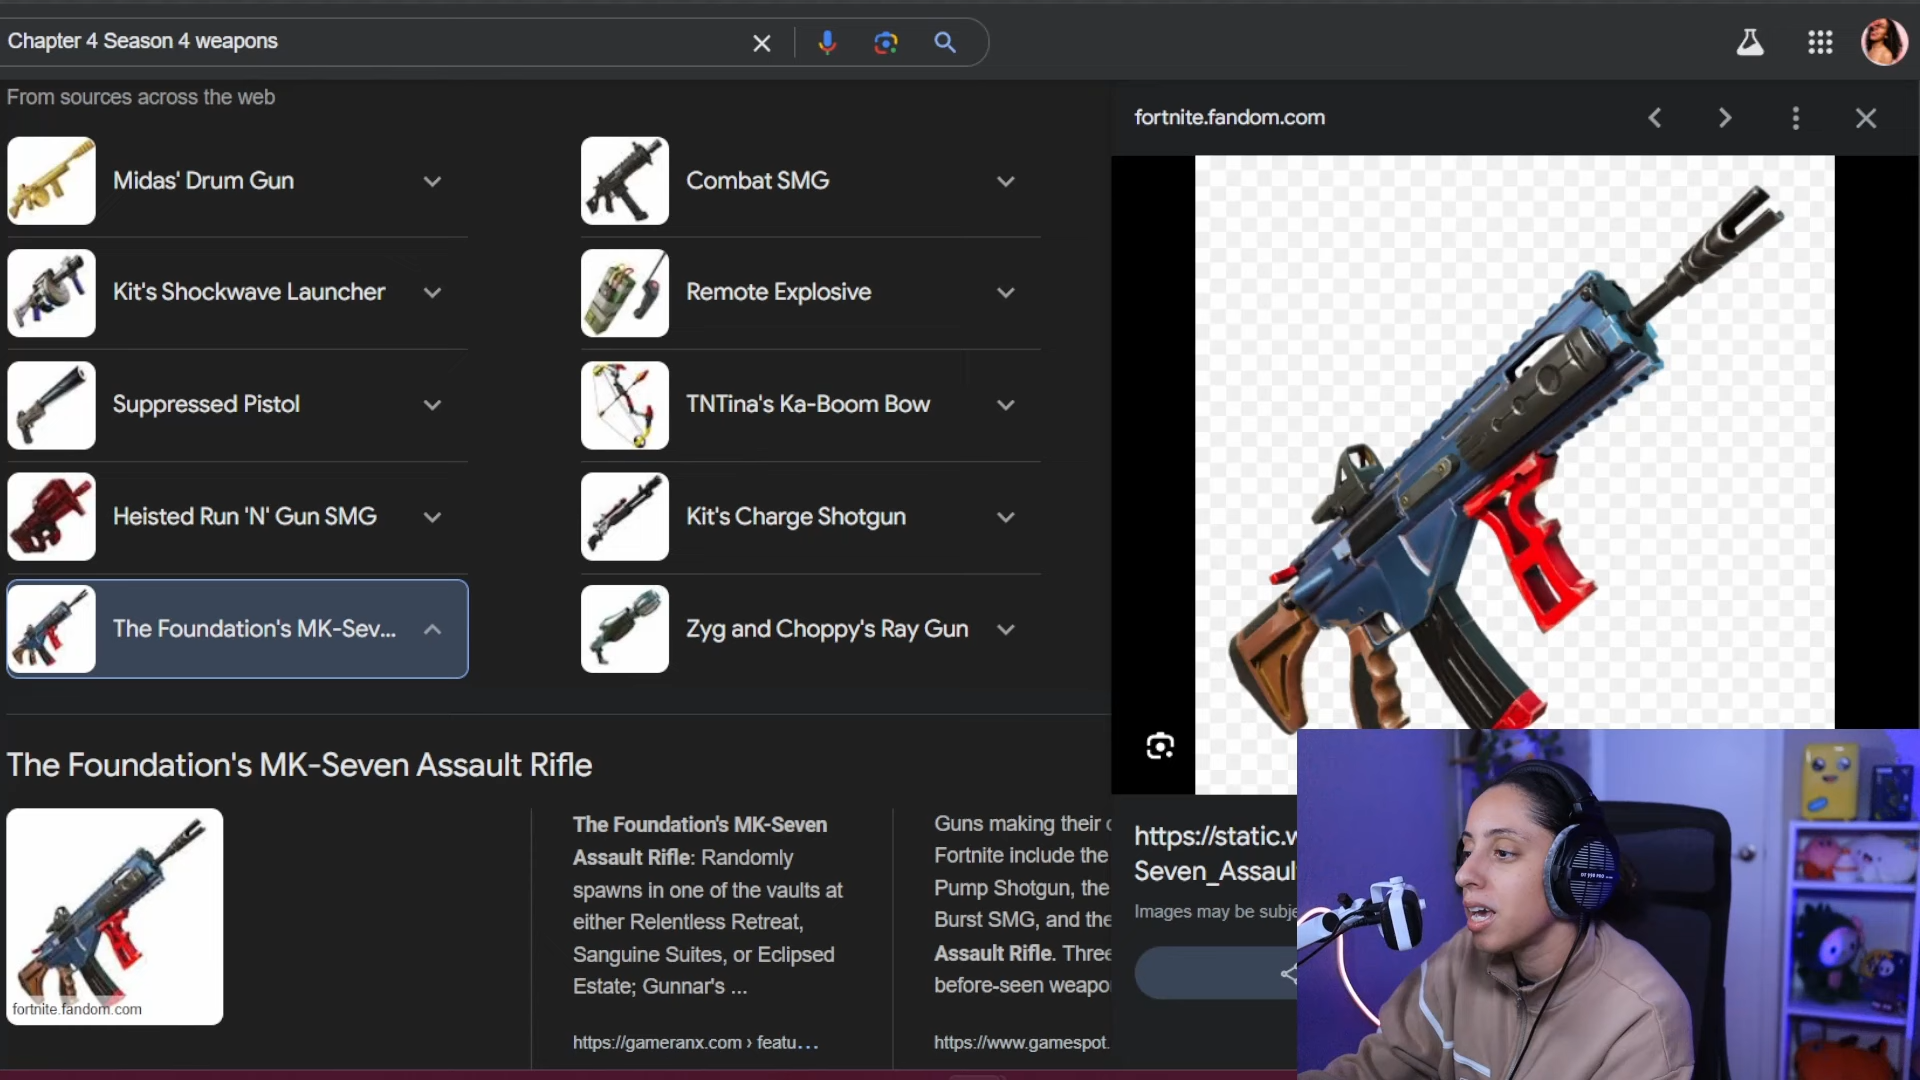 Chapter 4 Season 4 weapons
From sources across the web
Midas' Drum Gun
Combat SMG
Kit's Shockwave Launcher
Remote Explosive
Suppressed Pistol
TNTina's Ka-Boom Bow
Heisted Run 'N' Gun SMG
Kit's Charge Shotgun
The Foundation's MK-Sev...
Zyg and Choppy's Ray Gun
The Foundation's MK-Seven Assault Rifle
fortnite.fandom.com
The Foundation's MK-Seven
Assault Rifle: Randomly
spawns in one of the vaults at
either Relentless Retreat,
Sanguine Suites, or Eclipsed
Estate; Gunnar's ...
https://gameranx.com › featu...
Guns making their
Fortnite include the
Pump Shotgun, the
Burst SMG, and the
Assault Rifle. Three
before-seen weapo
https://www.gamespot.
fortnite.fandom.com
https://static.w
Seven_Assaul
Images may be subje